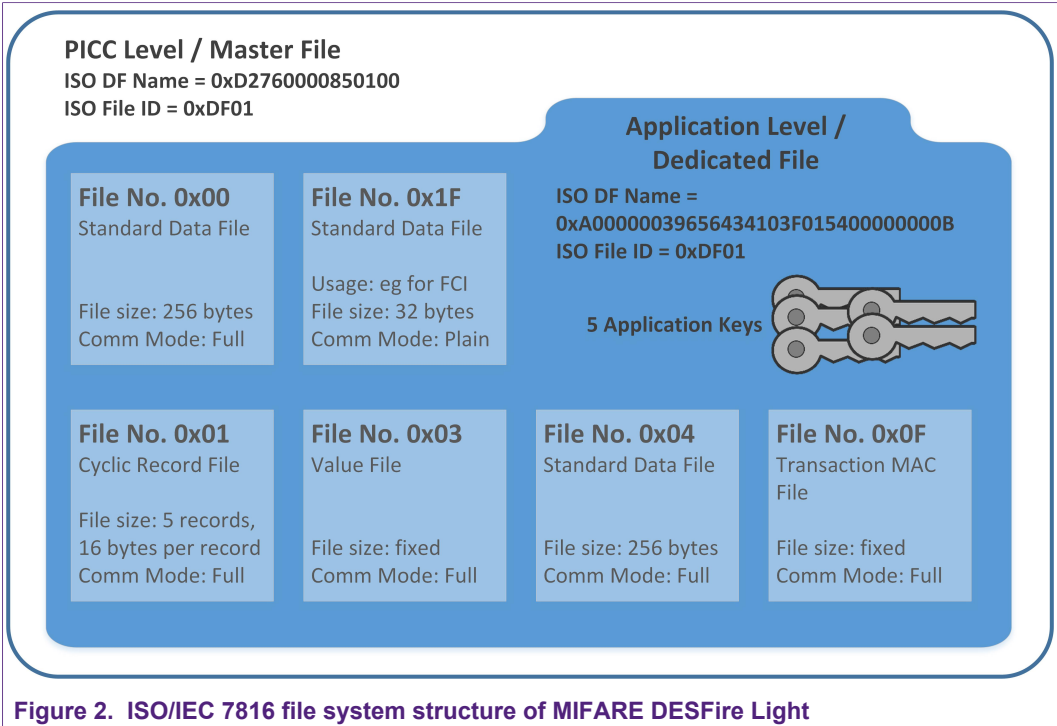 PICC Level / Master File
ISO DF Name = 0xD2760000850100
ISO File ID = 0xDF01
Application Level /
Dedicated File
ISO DF Name =
0xA00000039656434103F015400000000B
ISO File ID = 0xDF01
5 Application Keys
File No. 0x00
Standard Data File
File size: 256 bytes
Comm Mode: Full
File No. 0x1F
Standard Data File
Usage: eg for FCI
File size: 32 bytes
Comm Mode: Plain
File No. 0x01
Cyclic Record File
File size: 5 records,
16 bytes per record
Comm Mode: Full
File No. 0x03
Value File
File size: fixed
Comm Mode: Full
File No. 0x04
Standard Data File
File size: 256 bytes
Comm Mode: Full
File No. 0x0F
Transaction MAC
File
File size: fixed
Comm Mode: Full
Figure 2. ISO/IEC 7816 file system structure of MIFARE DESFire Light